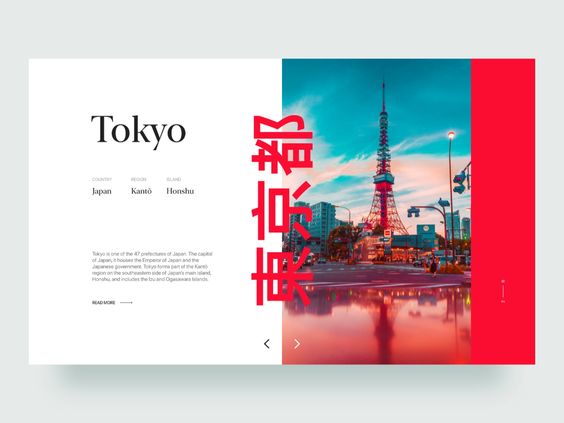 Tokyo
COUNTRY REGION ISLAND
Japan Kantō Honshu
東京都
Tokyo is one of the 47 prefectures of Japan. The capital
of Japan, it houses the Emperor of Japan and the
Japanese government. Tokyo forms part of the Kantō
region on the southeastern side of Japan's main island,
Honshu, and includes the Izu and Ogasawara Islands.
READ MORE